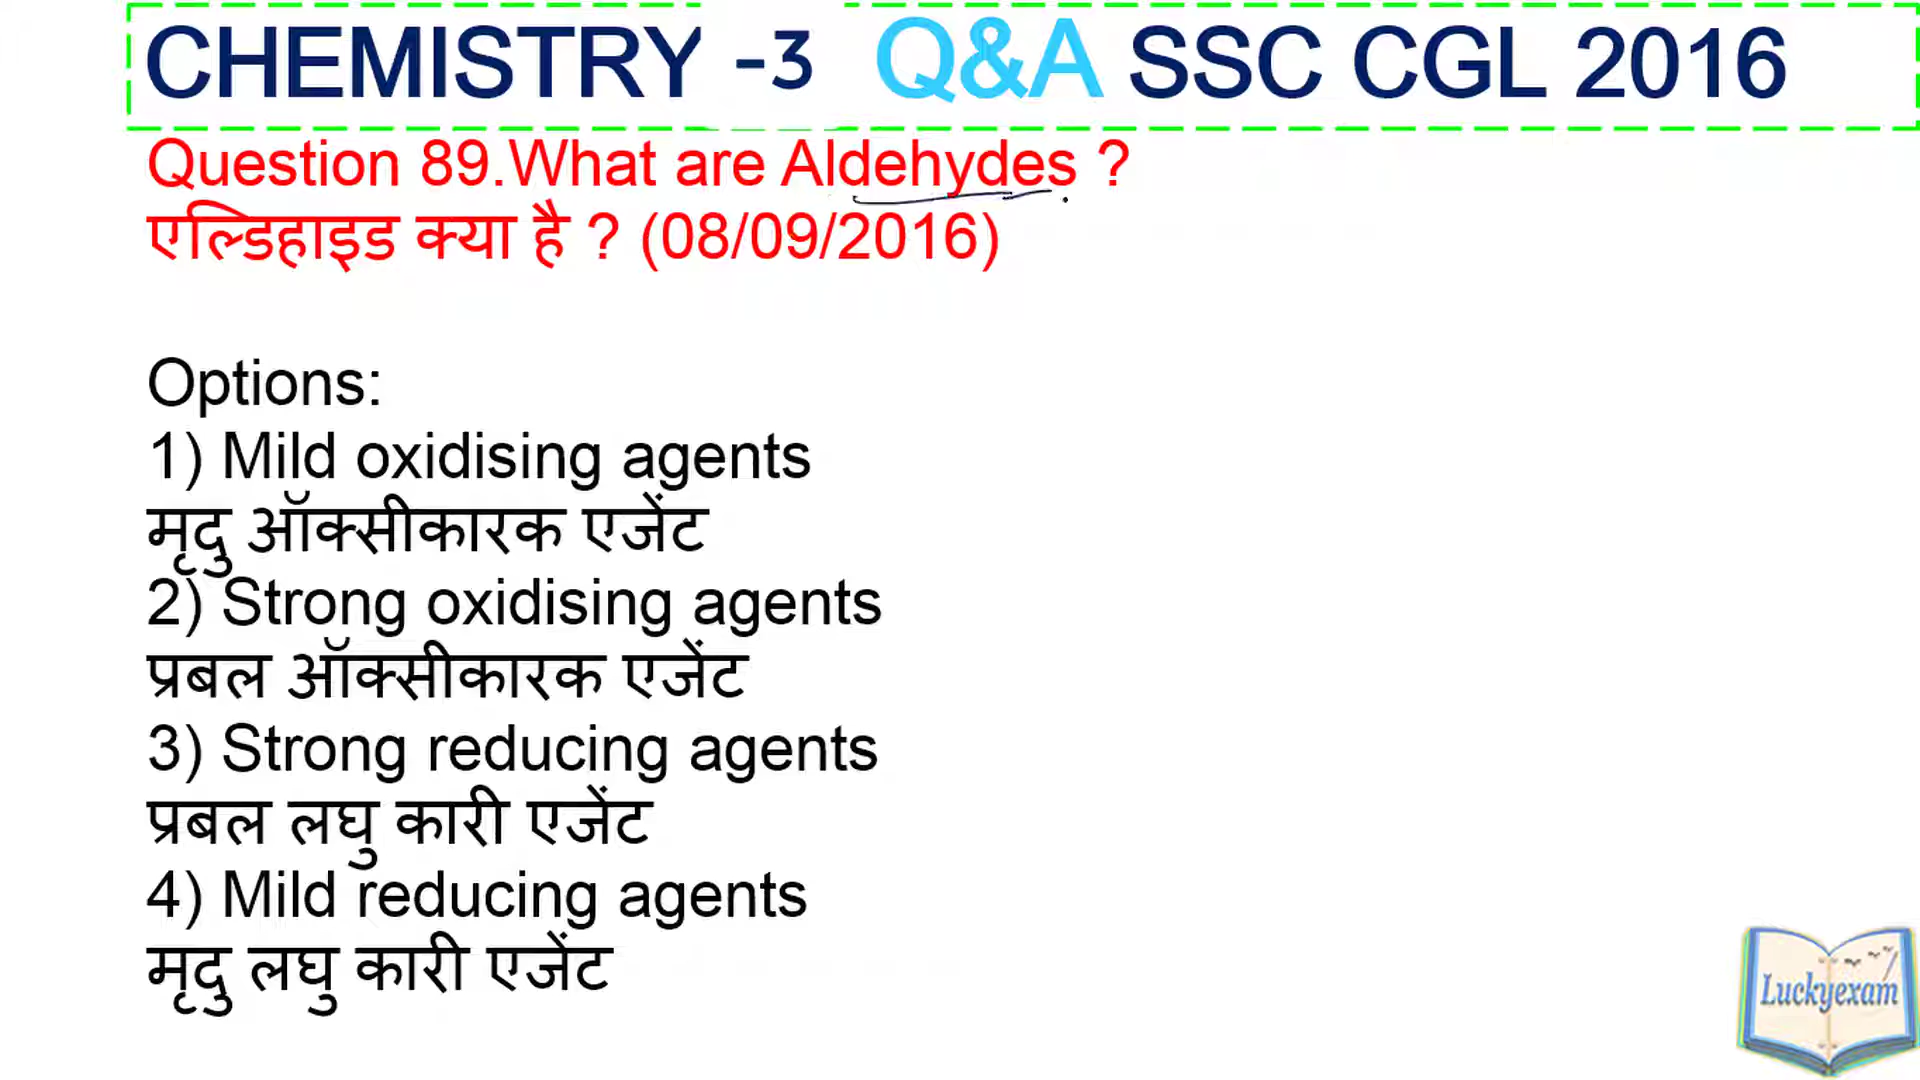 CHEMISTRY -3 Q&A SSC CGL 2016
Question 89.What are Aldehydes ?
एल्डिहाइड क्या है ? (08/09/2016)
Options:
1) Mild oxidising agents
मृदु ऑक्सीकारक एजेंट
2) Strong oxidising agents
प्रबल ऑक्सीकारक एजेंट
3) Strong reducing agents
प्रबल लघु कारी एजेंट
4) Mild reducing agents
मृदु लघु कारी एजेंट
Luckyexam